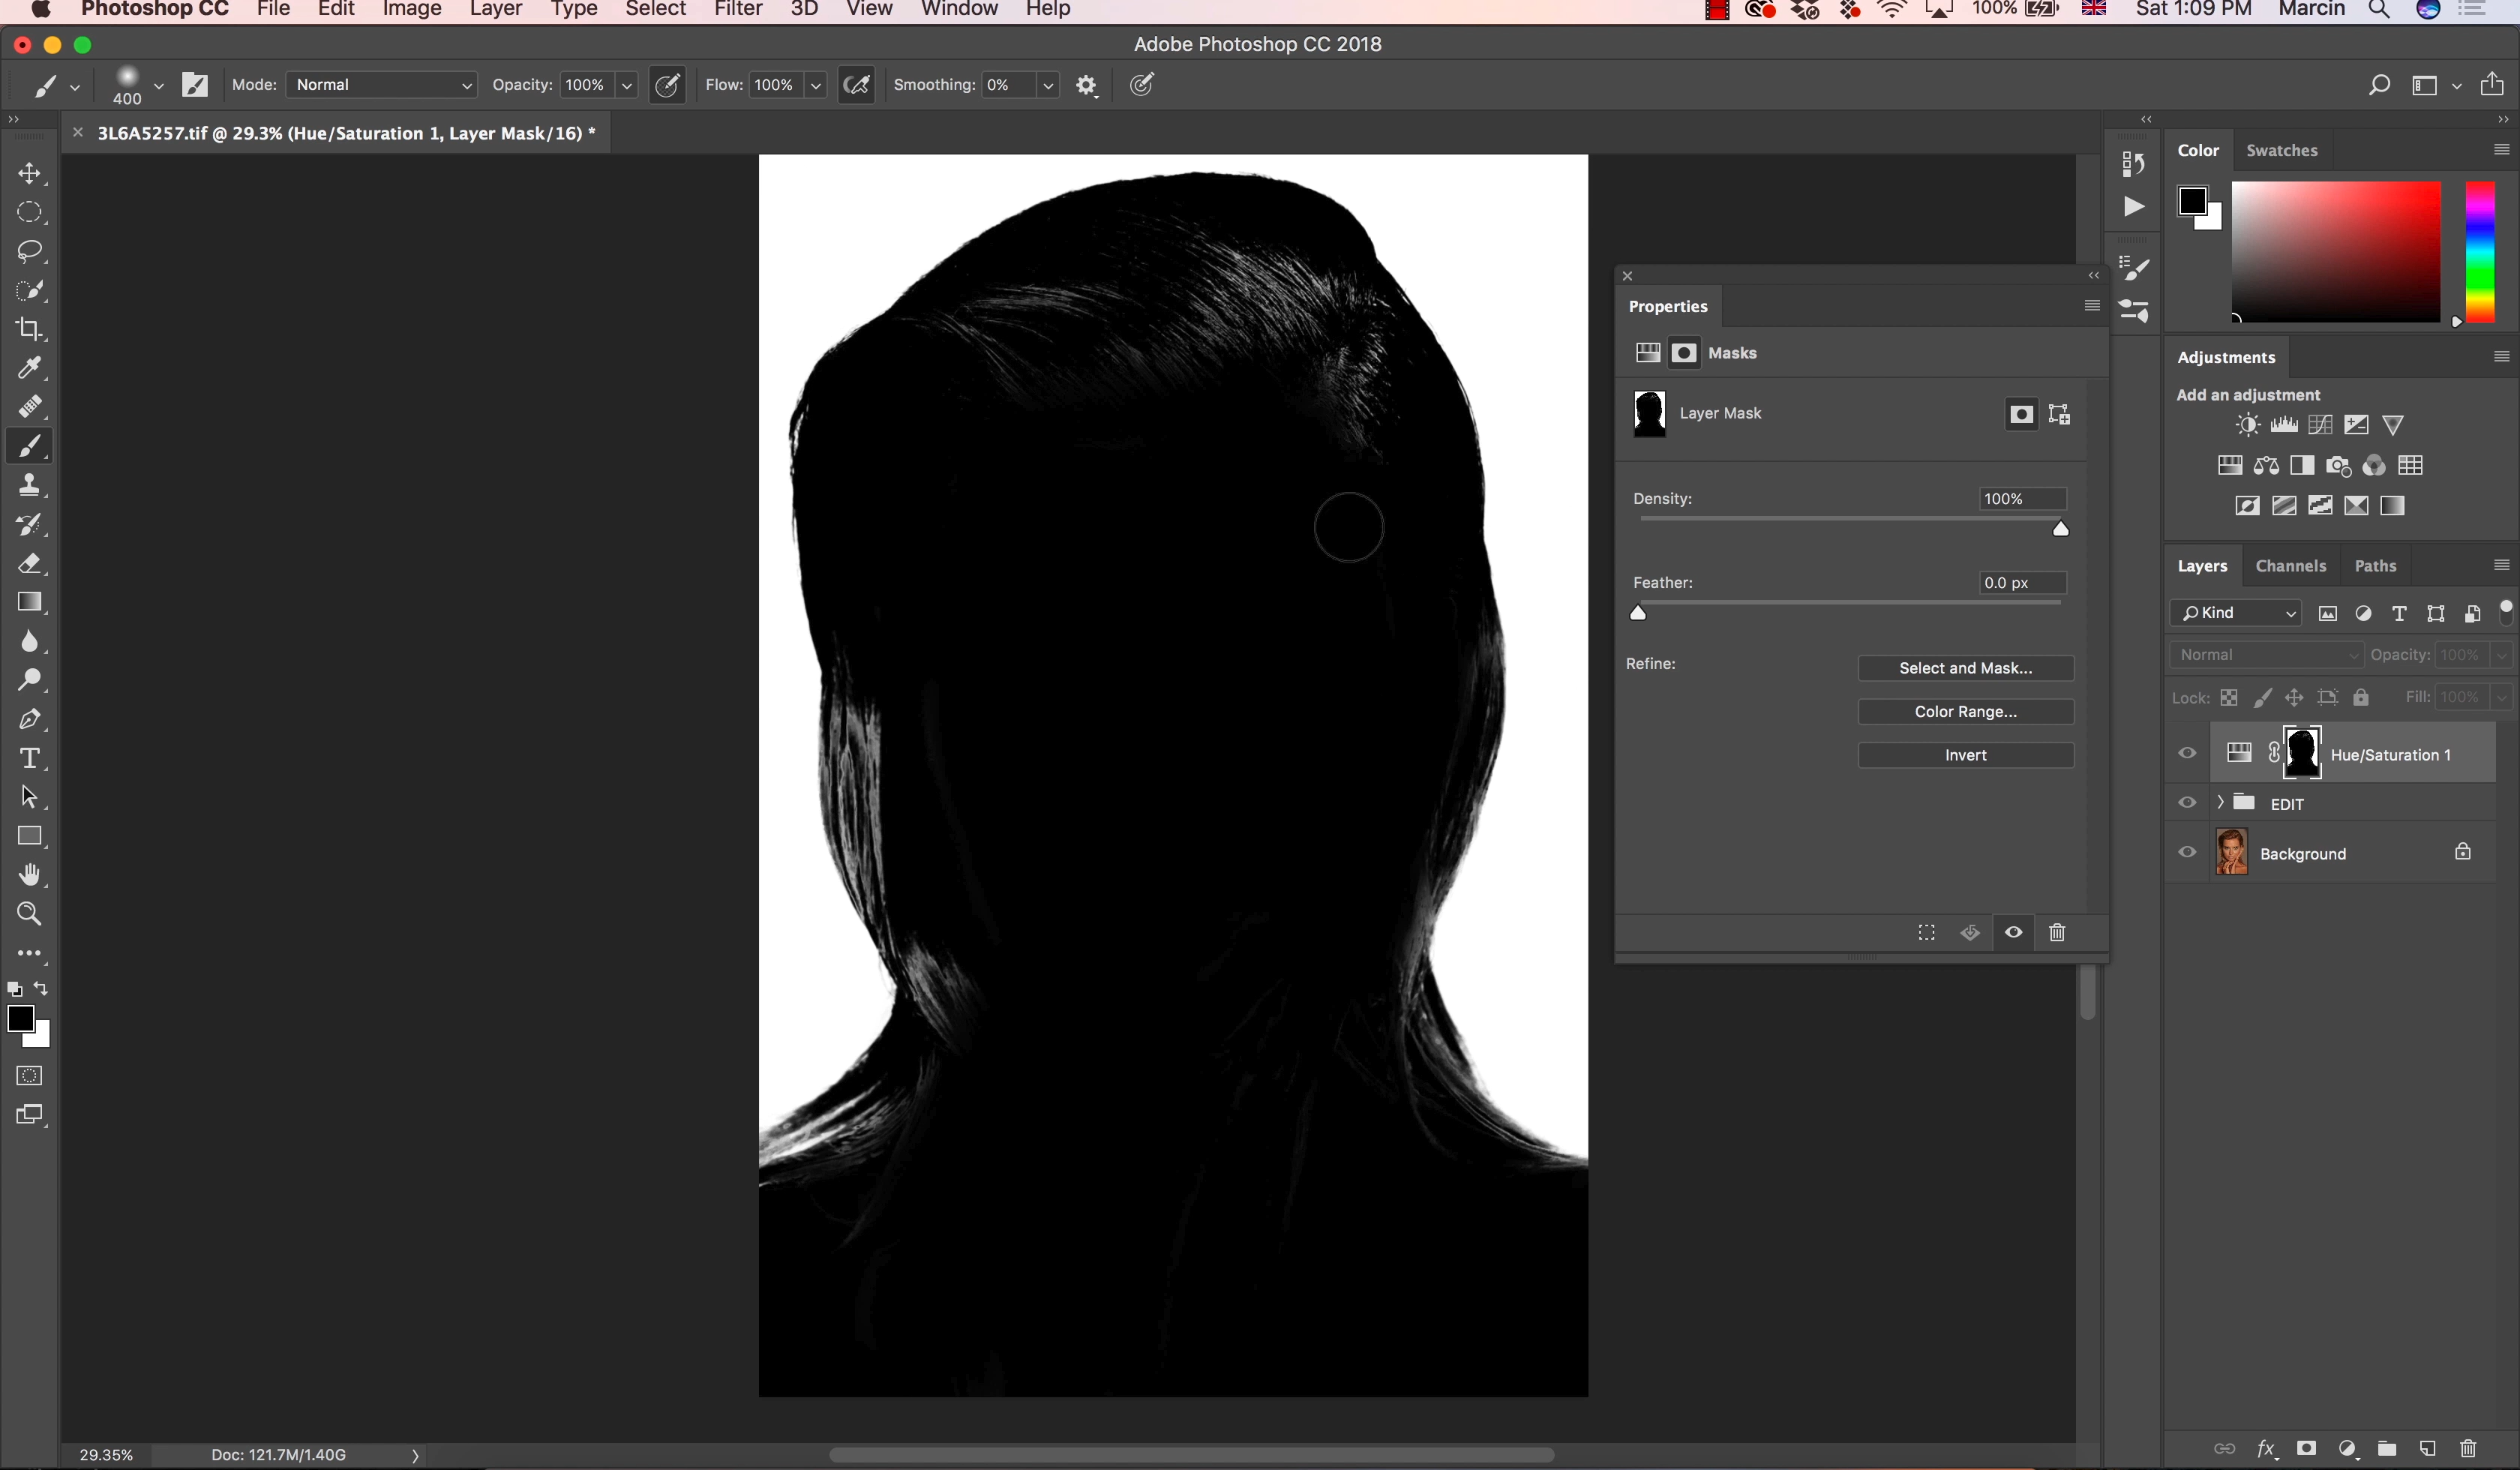 Photoshop CC File Edit Image Layer Type Select Filter 3D View Window Help 100% Sat 1:09 PM Marcin
Adobe Photoshop CC 2018
400 Mode: Normal Opacity: 100% Flow: 100% Smoothing: 0%
3L6A5257.tif @ 29.3% (Hue/Saturation 1, Layer Mask/16) *
Color Swatches
Properties
Masks
Layer Mask
Density: 100%
Feather: 0.0 px
Refine: Select and Mask...
Color Range...
Invert
Adjustments
Add an adjustment
Layers Channels Paths
Kind
Normal Opacity: 100%
Lock: Fill: 100%
Hue/Saturation 1
EDIT
Background
29.35% Doc: 121.7M/1.40G